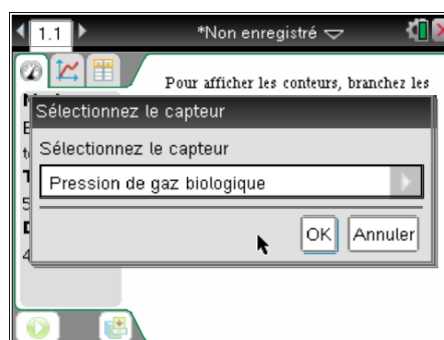 1.1
*Non enregistré
Pour afficher les conteurs, branchez les
Sélectionnez le capteur
Sélectionnez le capteur
Pression de gaz biologique
OK Annuler